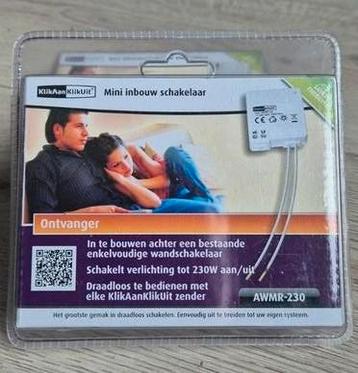 KlikAanKlikUit
Mini inbouw schakelaar
Ontvanger
In te bouwen achter een bestaande
enkelvoudige wandschakelaar
Schakelt verlichting tot 230W aan/uit
Draadloos te bedienen met
elke KlikAanKlikUit zender
AWMR-230
Het grootste gemak in draadloos schakelen. Eenvoudig uit te breiden tot uw eigen systeem.